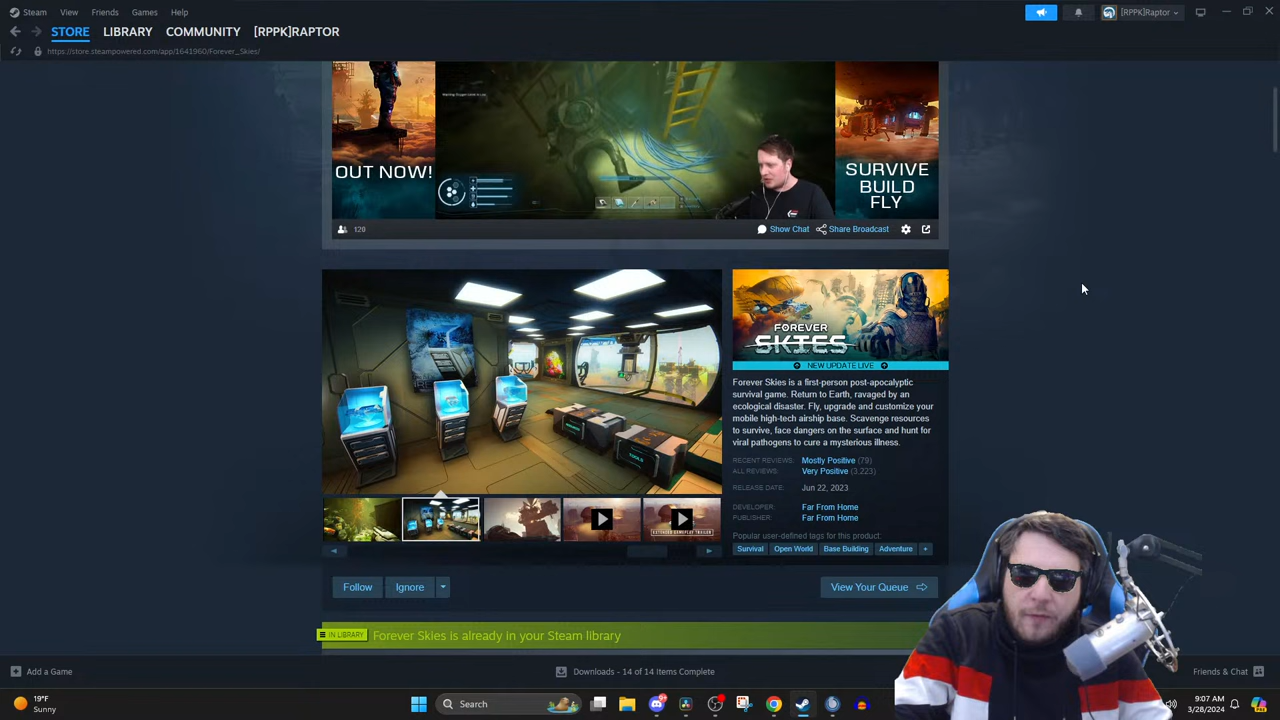 Steam View Friends Games Help [RPPK]Raptor
STORE LIBRARY COMMUNITY [RPPK]RAPTOR
https://store.steampowered.com/app/1641960/Forever_Skies/
OUT NOW!
SURVIVE
BUILD
FLY
120
Show Chat Share Broadcast
FOREVER
SKIES
NEW UPDATE LIVE
Forever Skies is a first-person post-apocalyptic
survival game. Return to Earth, ravaged by an
ecological disaster. Fly, upgrade and customize your
mobile high-tech airship base. Scavenge resources
to survive, face dangers on the surface and hunt for
viral pathogens to cure a mysterious illness.
RECENT REVIEWS: Mostly Positive (79)
ALL REVIEWS: Very Positive (3,223)
RELEASE DATE: Jun 22, 2023
DEVELOPER: Far From Home
PUBLISHER: Far From Home
Popular user-defined tags for this product:
Survival Open World Base Building Adventure +
TOOLS
EXTENDED GAMEPLAY TRAILER
Follow Ignore View Your Queue
IN LIBRARY Forever Skies is already in your Steam library
Add a Game Downloads - 14 of 14 Items Complete Friends & Chat
19°F
Sunny
Search
9:07 AM
3/28/2024